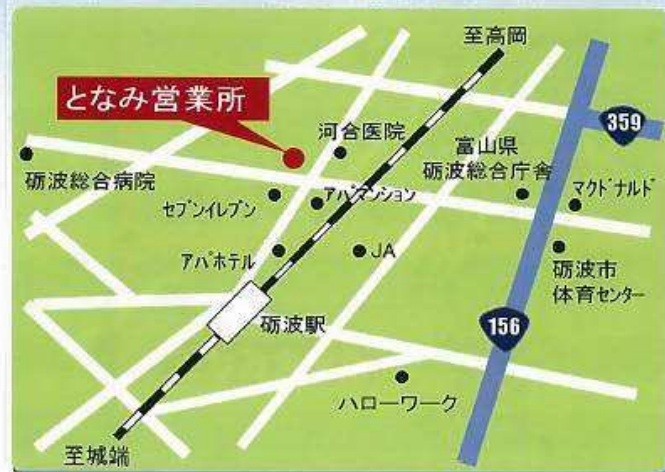 至高岡
となみ営業所
359
河合医院
富山県
砺波総合庁舎
砺波総合病院
セブンイレブン
アパマンション
マクドナルド
アパホテル
JA
砺波市
体育センター
砺波駅
156
ハローワーク
至城端